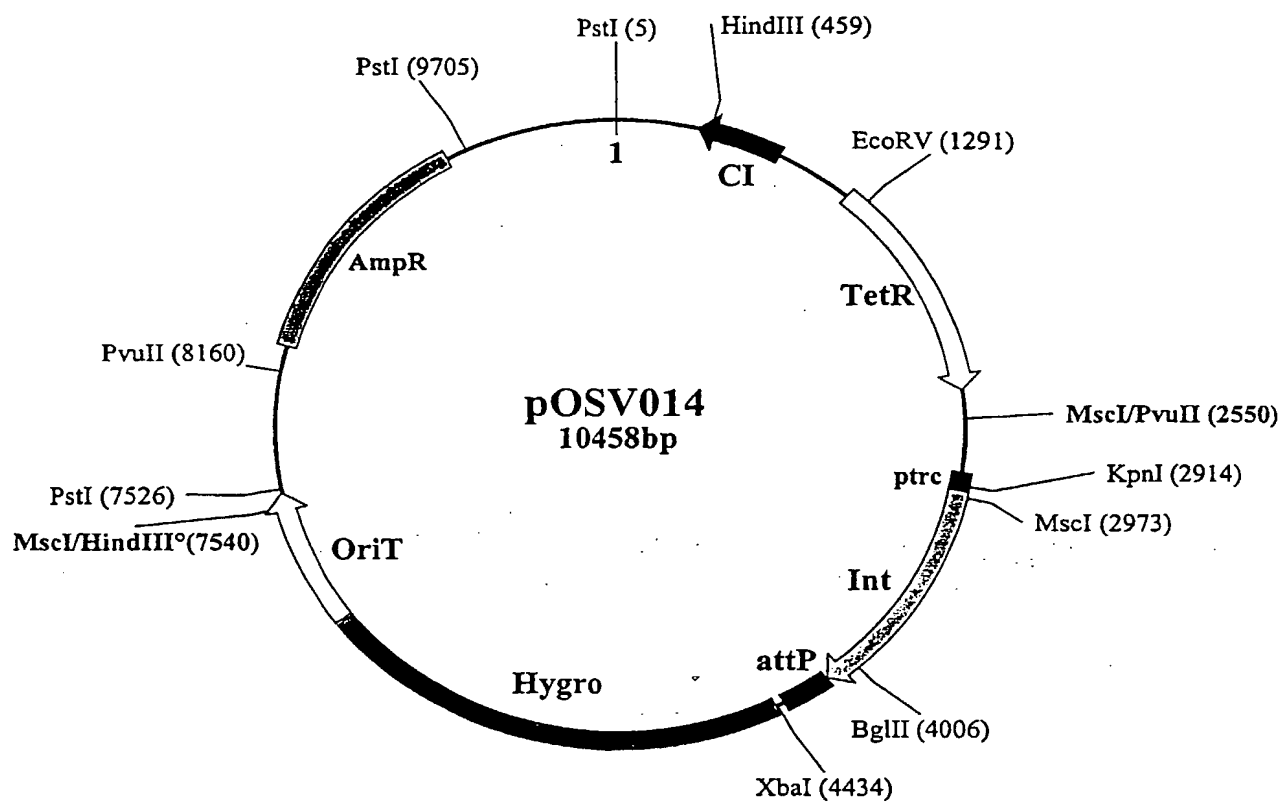 PstI (5)
HindIII (459)
PstI (9705)
1
CI
EcoRV (1291)
AmpR
TetR
PvuII (8160)
pOSV014
10458bp
MscI/PvuII (2550)
ptrc
KpnI (2914)
PstI (7526)
MscI (2973)
MscI/HindIII°(7540)
OriT
Int
attP
Hygro
BglII (4006)
XbaI (4434)